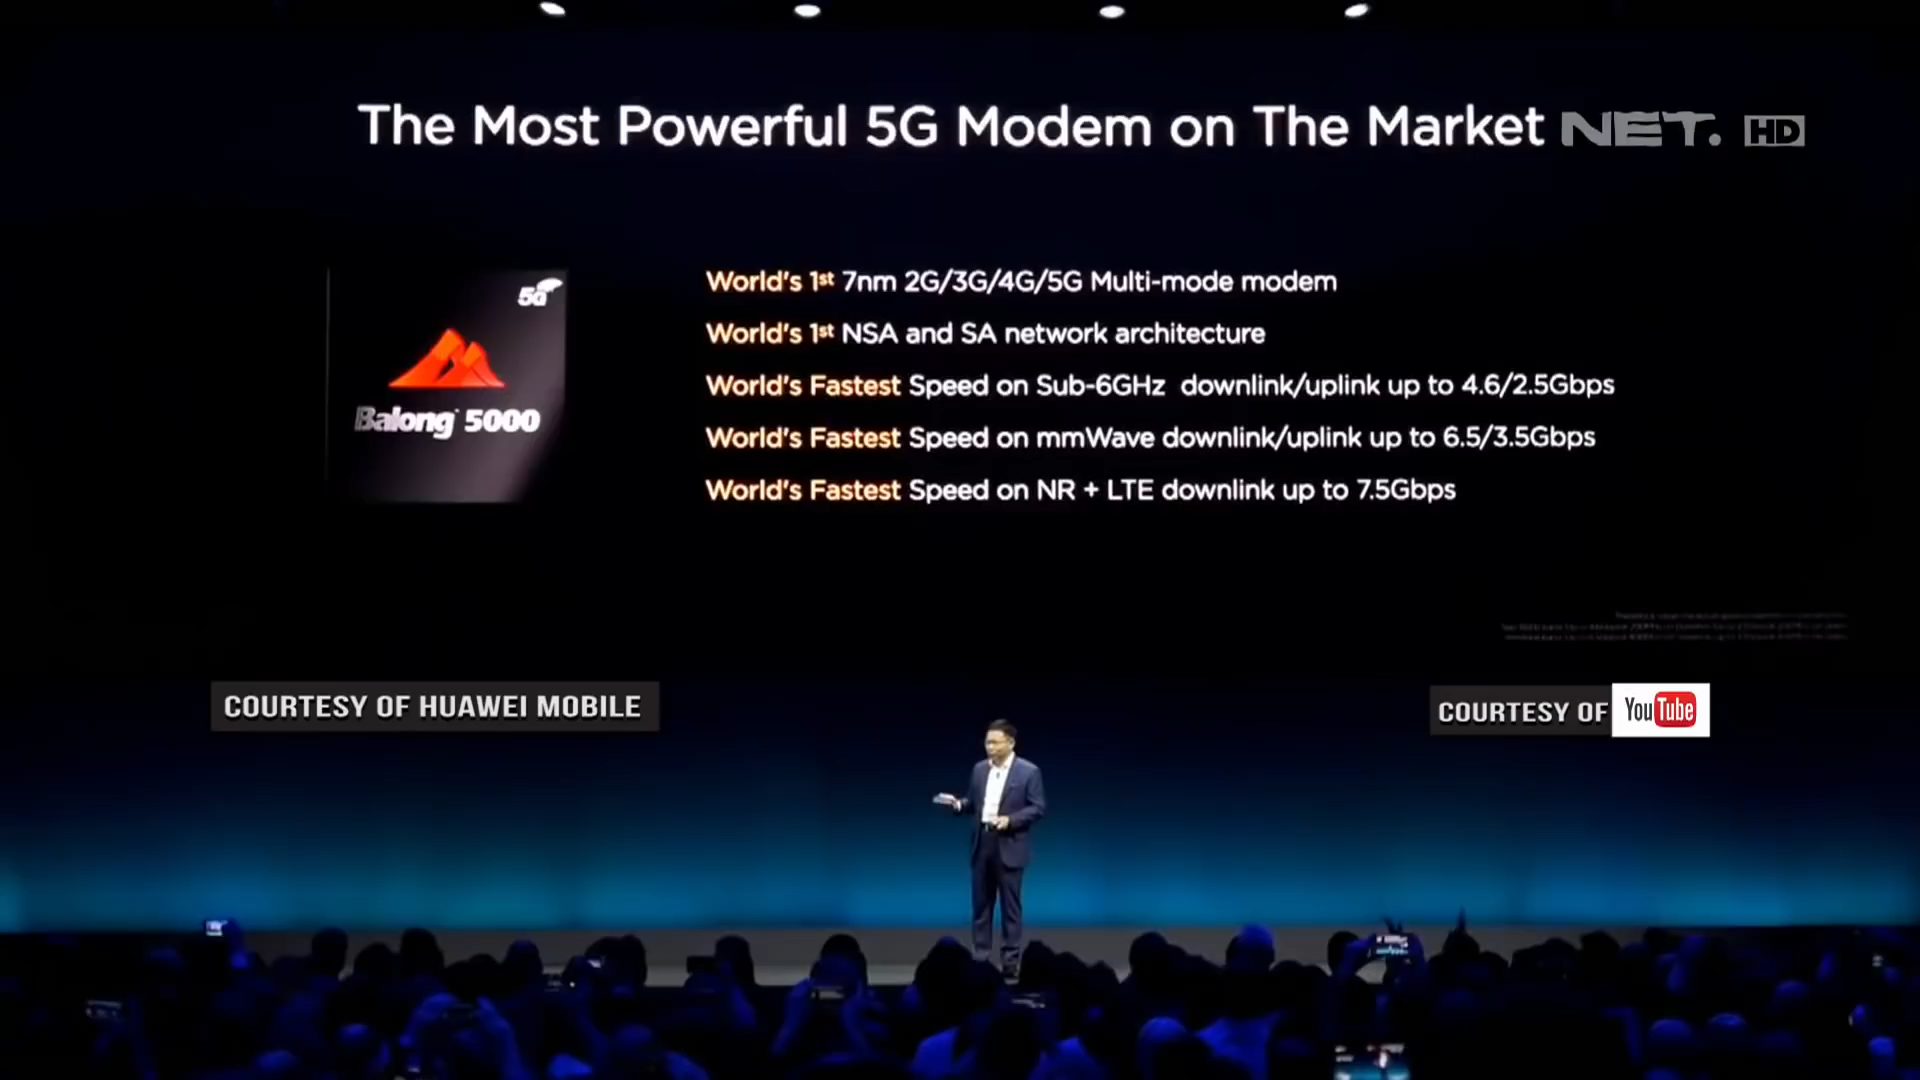 The Most Powerful 5G Modem on The Market
NET. HD
5G
Balong 5000
World's 1st 7nm 2G/3G/4G/5G Multi-mode modem
World's 1st NSA and SA network architecture
World's Fastest Speed on Sub-6GHz downlink/uplink up to 4.6/2.5Gbps
World's Fastest Speed on mmWave downlink/uplink up to 6.5/3.5Gbps
World's Fastest Speed on NR + LTE downlink up to 7.5Gbps
COURTESY OF HUAWEI MOBILE
COURTESY OF YouTube